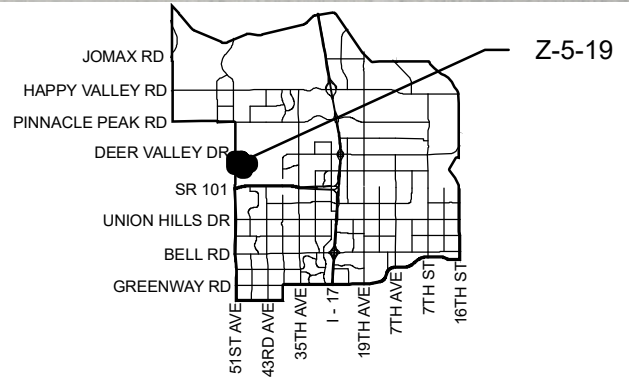 Z-5-19
JOMAX RD
HAPPY VALLEY RD
PINNACLE PEAK RD
DEER VALLEY DR
SR 101
UNION HILLS DR
BELL RD
GREENWAY RD
51ST AVE
43RD AVE
35TH AVE
I - 17
19TH AVE
7TH AVE
7TH ST
16TH ST